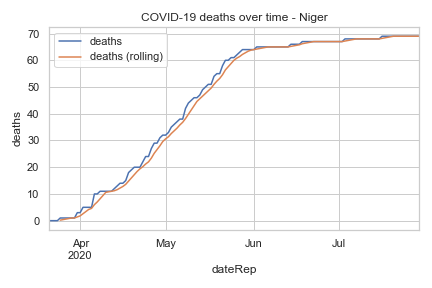 COVID-19 deaths over time - Niger
deaths
deaths (rolling)
70
60
50
40
30
20
10
0
deaths
Apr
2020
May
Jun
Jul
dateRep